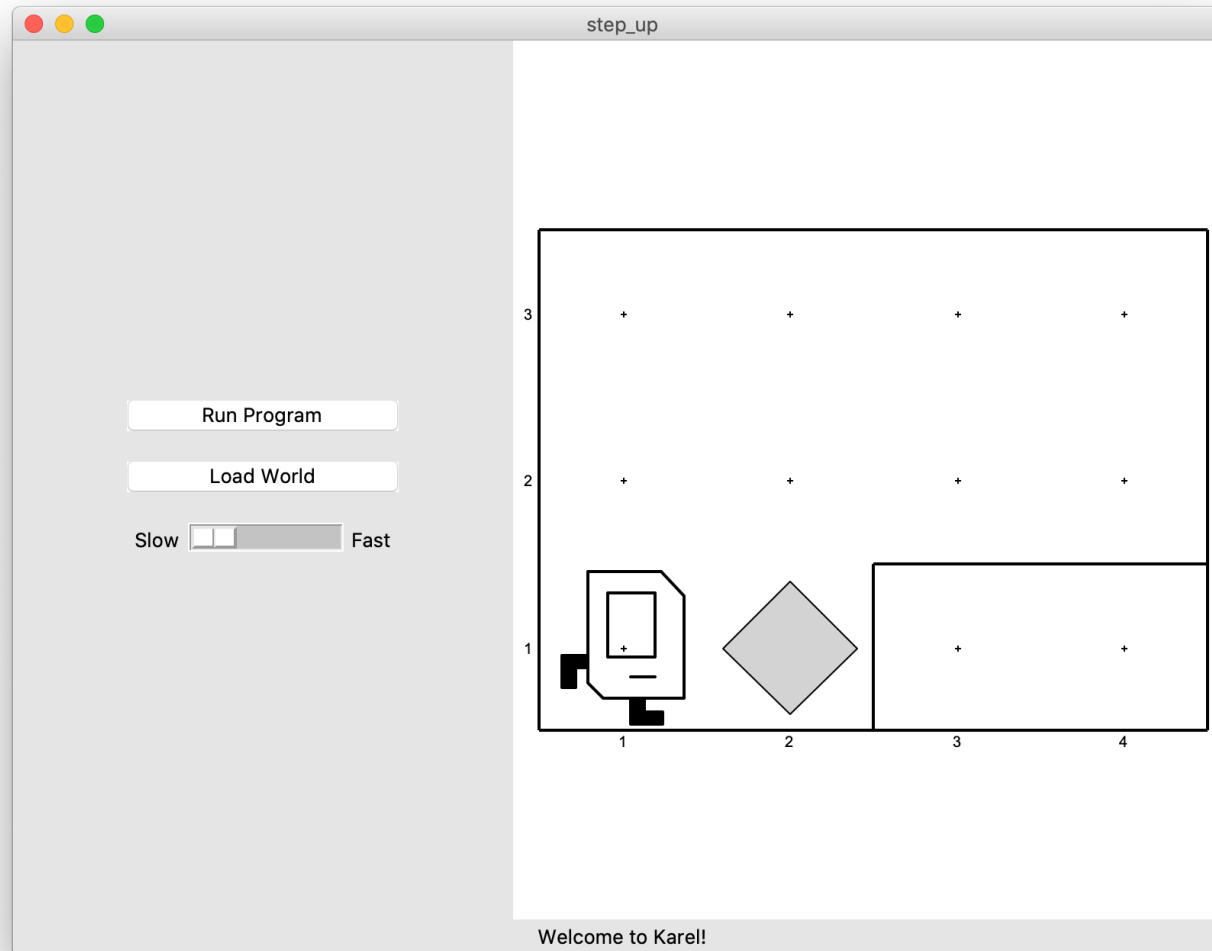 step_up
Run Program
Load World
Slow Fast
3
2
1
1 2 3 4
Welcome to Karel!